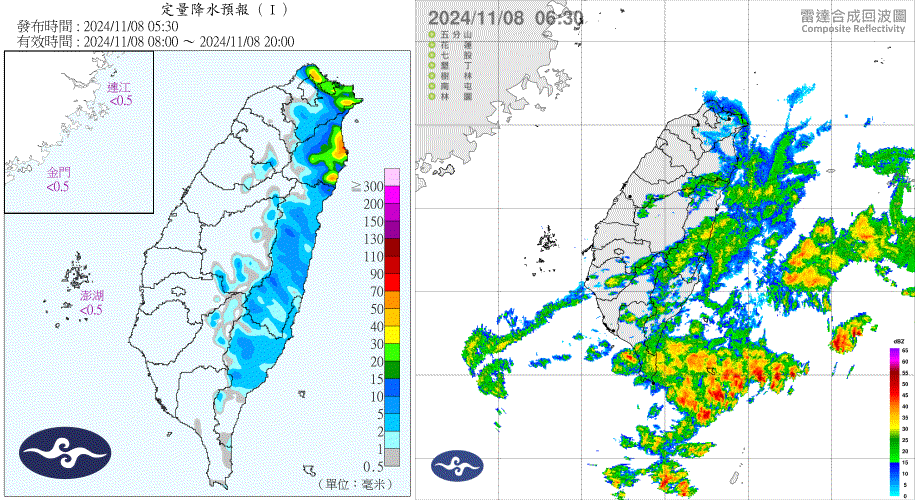 定量降水預報 ( I )
發布時間 : 2024/11/08 05:30
有效時間 : 2024/11/08 08:00 ～ 2024/11/08 20:00
連江
<0.5
金門
<0.5
澎湖
<0.5
≧ 300
200
150
130
110
90
70
50
40
30
20
15
10
5
2
1
0.5
(單位：毫米)
2024/11/08 06:30
雷達合成回波圖
Composite Reflectivity
五分山
花蓮
七股
墾丁
樹林
南屯
林園
dBZ
65
60
55
50
45
40
35
30
25
20
15
10
5
0